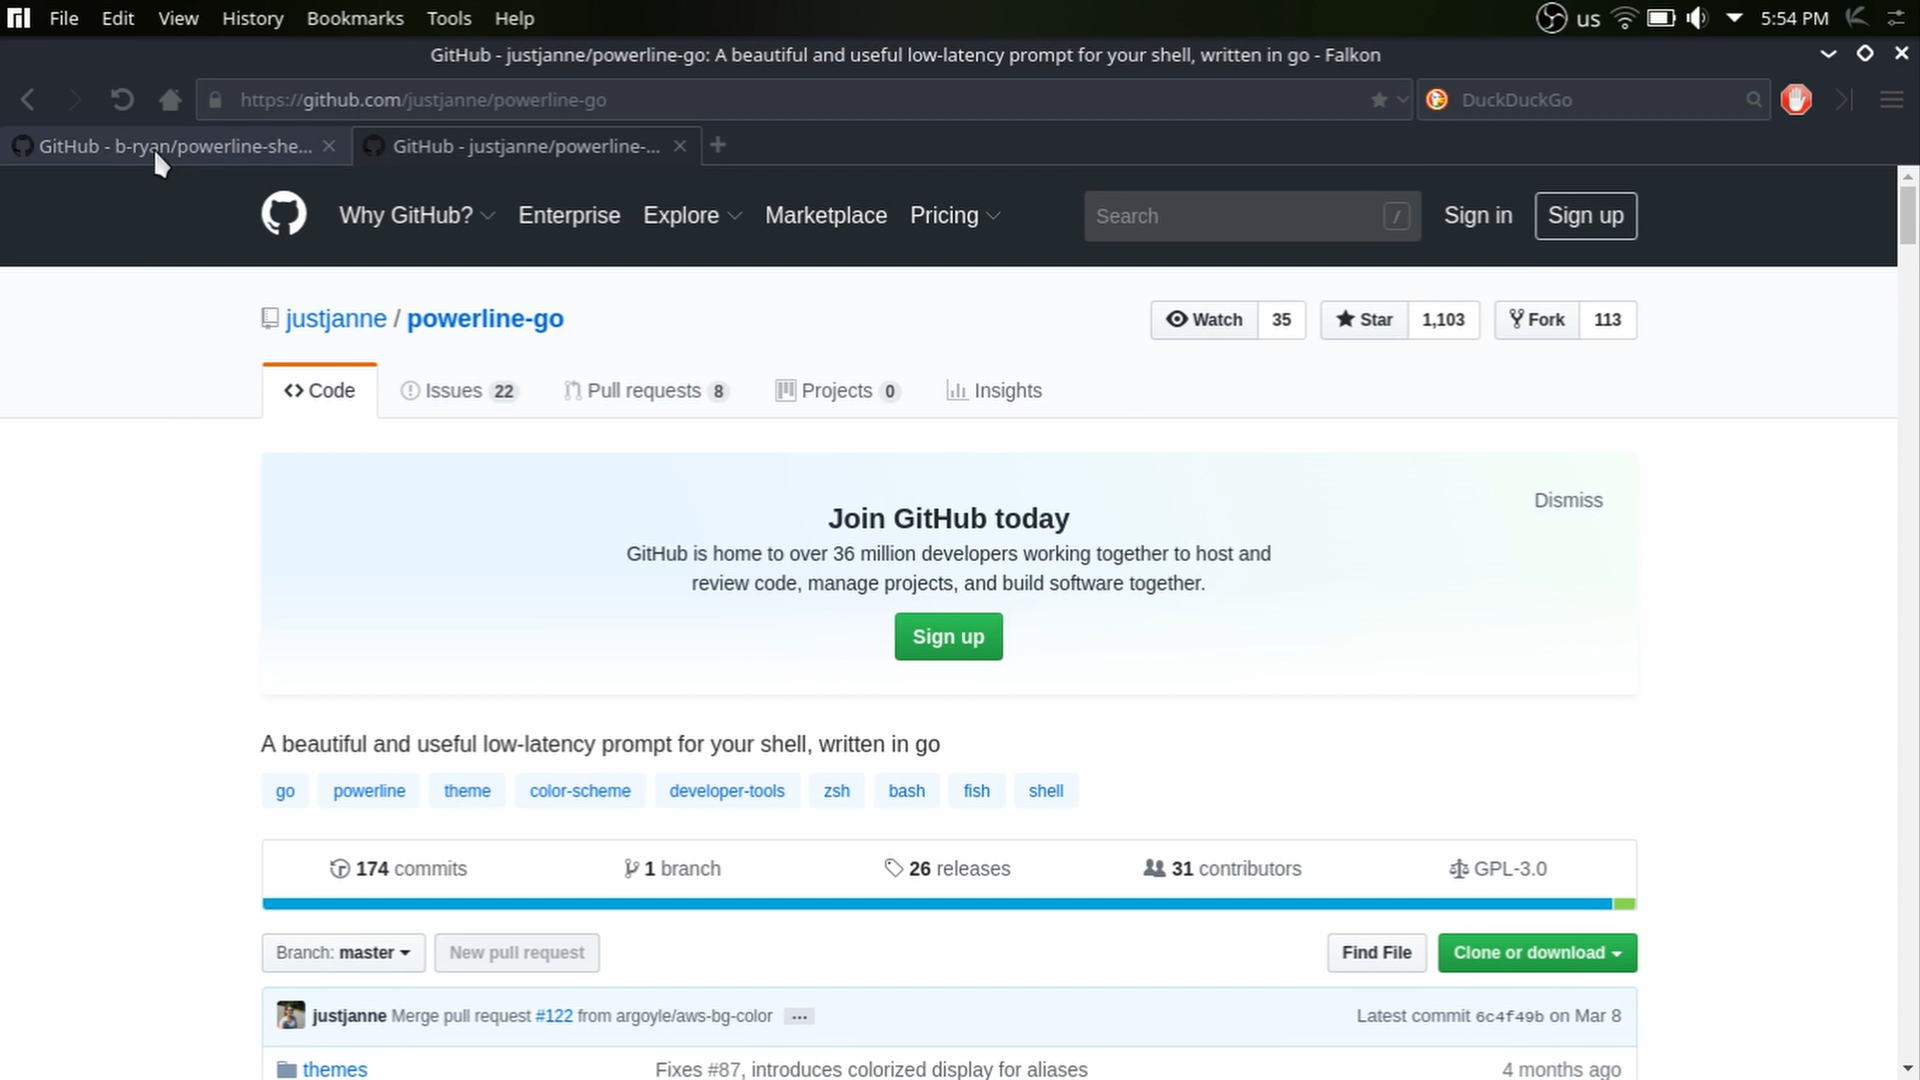 File Edit View History Bookmarks Tools Help us 5:54 PM
GitHub - justjanne/powerline-go: A beautiful and useful low-latency prompt for your shell, written in go - Falkon
https://github.com/justjanne/powerline-go DuckDuckGo
GitHub - b-ryan/powerline-she... GitHub - justjanne/powerline-...
Why GitHub? Enterprise Explore Marketplace Pricing Search / Sign in Sign up
justjanne / powerline-go Watch 35 Star 1,103 Fork 113
Code Issues 22 Pull requests 8 Projects 0 Insights
Dismiss
Join GitHub today
GitHub is home to over 36 million developers working together to host and
review code, manage projects, and build software together.
Sign up
A beautiful and useful low-latency prompt for your shell, written in go
go powerline theme color-scheme developer-tools zsh bash fish shell
174 commits 1 branch 26 releases 31 contributors GPL-3.0
Branch: master New pull request Find File Clone or download
justjanne Merge pull request #122 from argoyle/aws-bg-color ... Latest commit 6c4f49b on Mar 8
themes Fixes #87, introduces colorized display for aliases 4 months ago